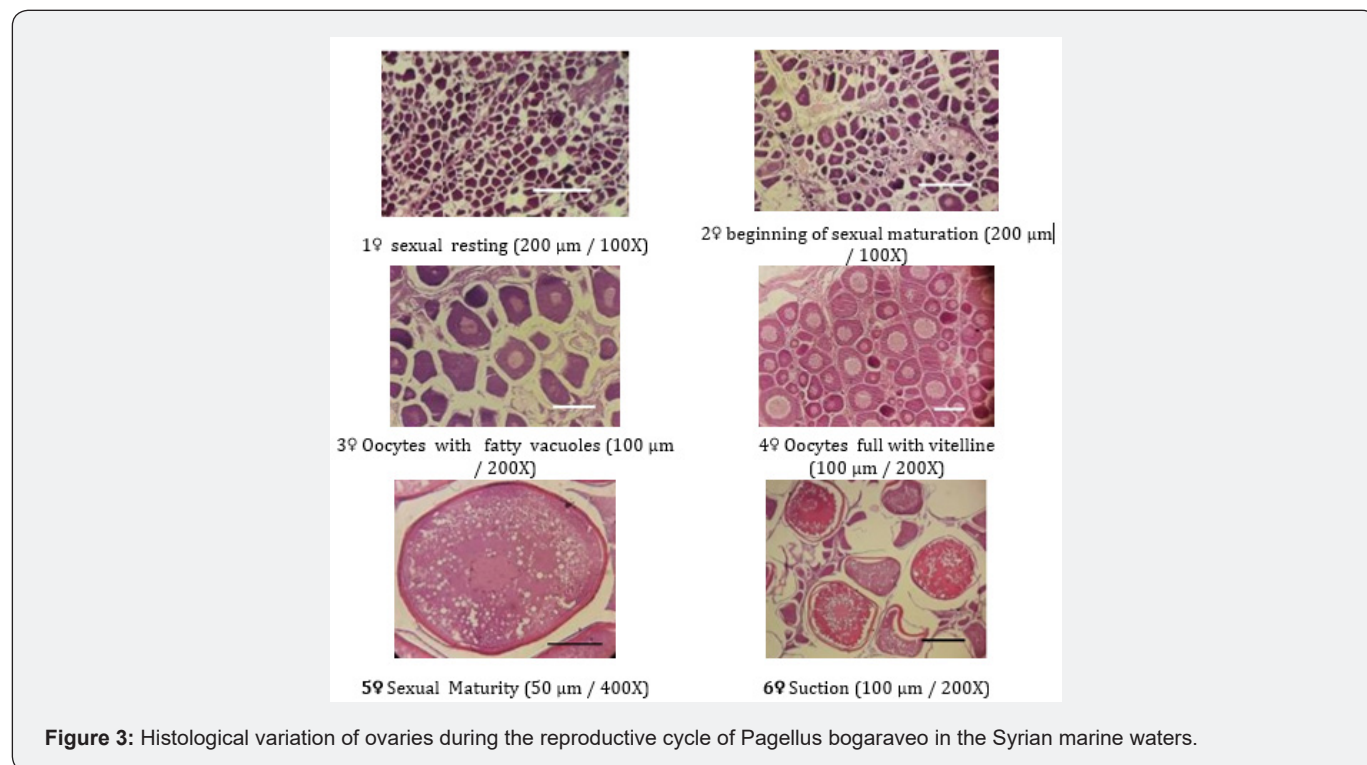 1♀ sexual resting (200 µm / 100X)
2♀ beginning of sexual maturation (200 µm
/ 100X)
3♀ Oocytes with fatty vacuoles (100 µm
/ 200X)
4♀ Oocytes full with vitelline
(100 µm / 200X)
5♀ Sexual Maturity (50 µm / 400X)
6♀ Suction (100 µm / 200X)
Figure 3: Histological variation of ovaries during the reproductive cycle of Pagellus bogaraveo in the Syrian marine waters.